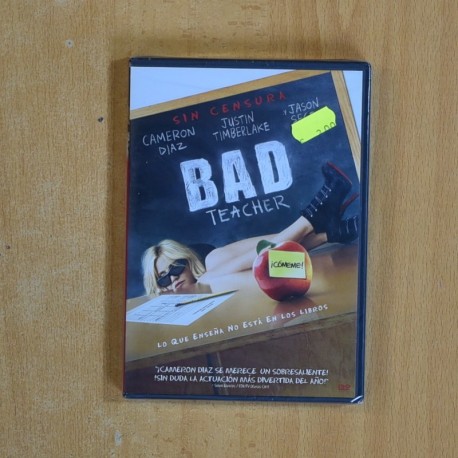 SIN CENSURA
CAMERON
DIAZ
JUSTIN
TIMBERLAKE
Y JASON
BAD
TEACHER
¡CÓMEME!
LO QUE ENSEÑA NO ESTÁ EN LOS LIBROS
"¡CAMERON DIAZ SE MERECE UN SOBRESALIENTE!
¡SIN DUDA LA ACTUACIÓN MÁS DIVERTIDA DEL AÑO!"
DVD